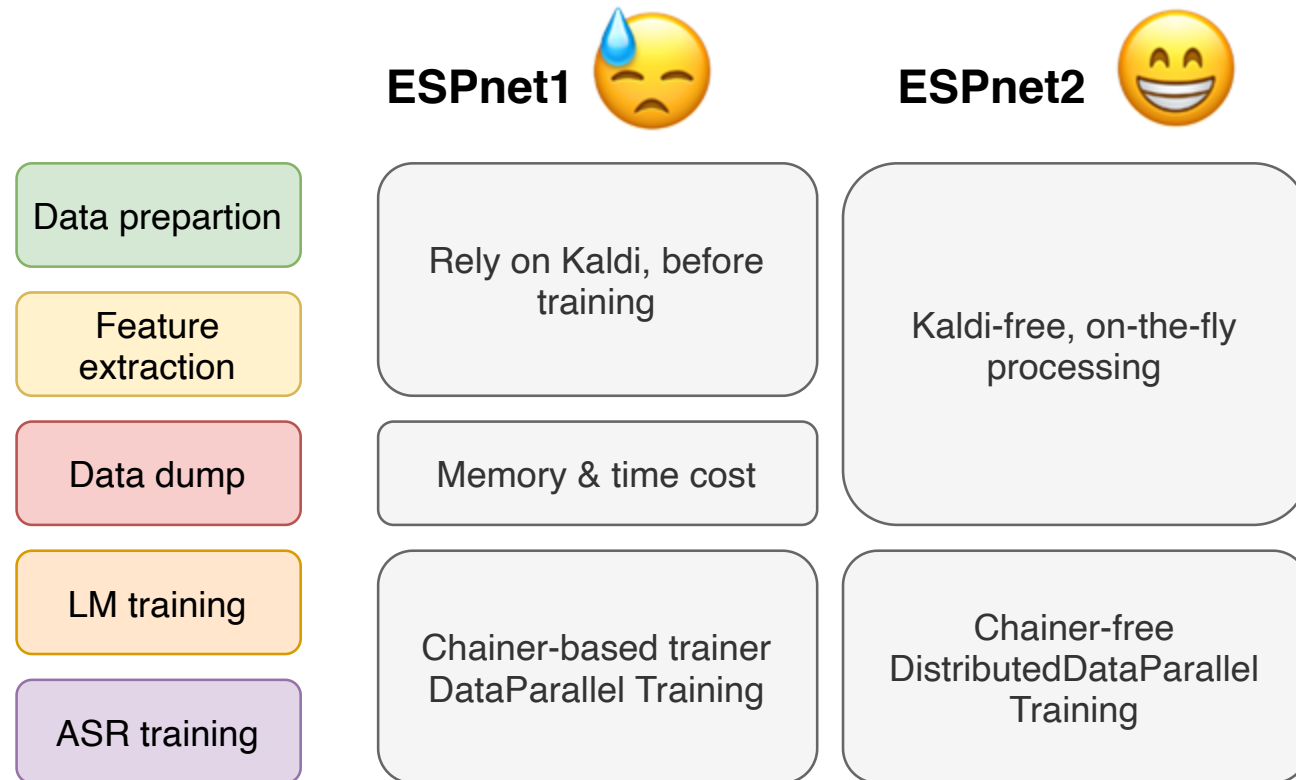 ESPnet1
ESPnet2
Data prepartion
Feature
extraction
Data dump
LM training
ASR training
Rely on Kaldi, before
training
Memory & time cost
Chainer-based trainer
DataParallel Training
Kaldi-free, on-the-fly
processing
Chainer-free
DistributedDataParallel
Training